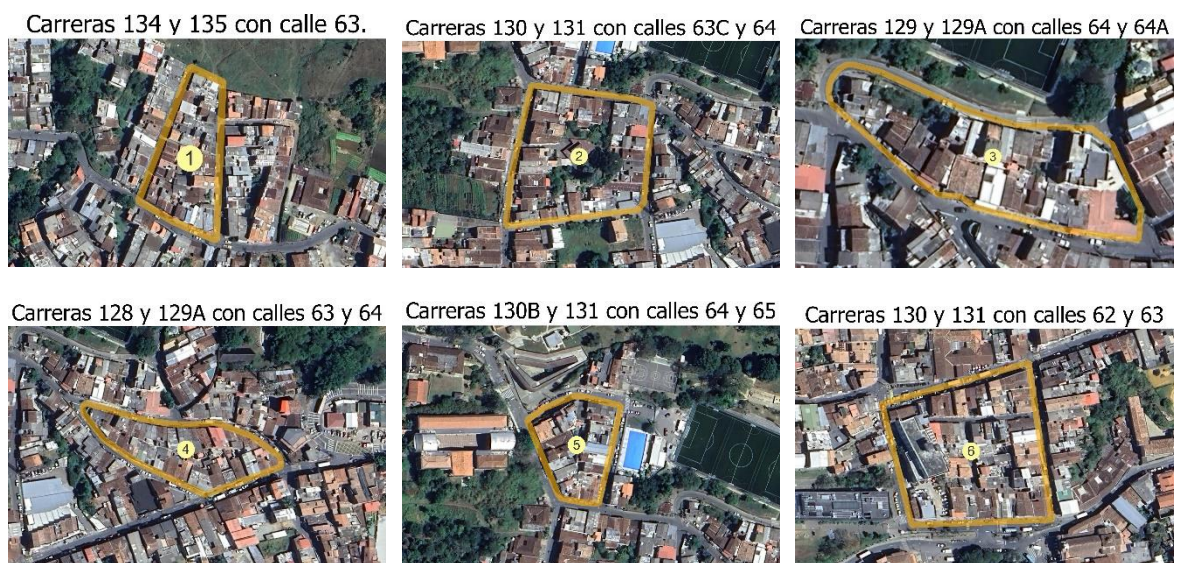 Carreras 134 y 135 con calle 63.
Carreras 130 y 131 con calles 63C y 64
Carreras 129 y 129A con calles 64 y 64A
1
2
3
Carreras 128 y 129A con calles 63 y 64
Carreras 130B y 131 con calles 64 y 65
Carreras 130 y 131 con calles 62 y 63
4
5
6